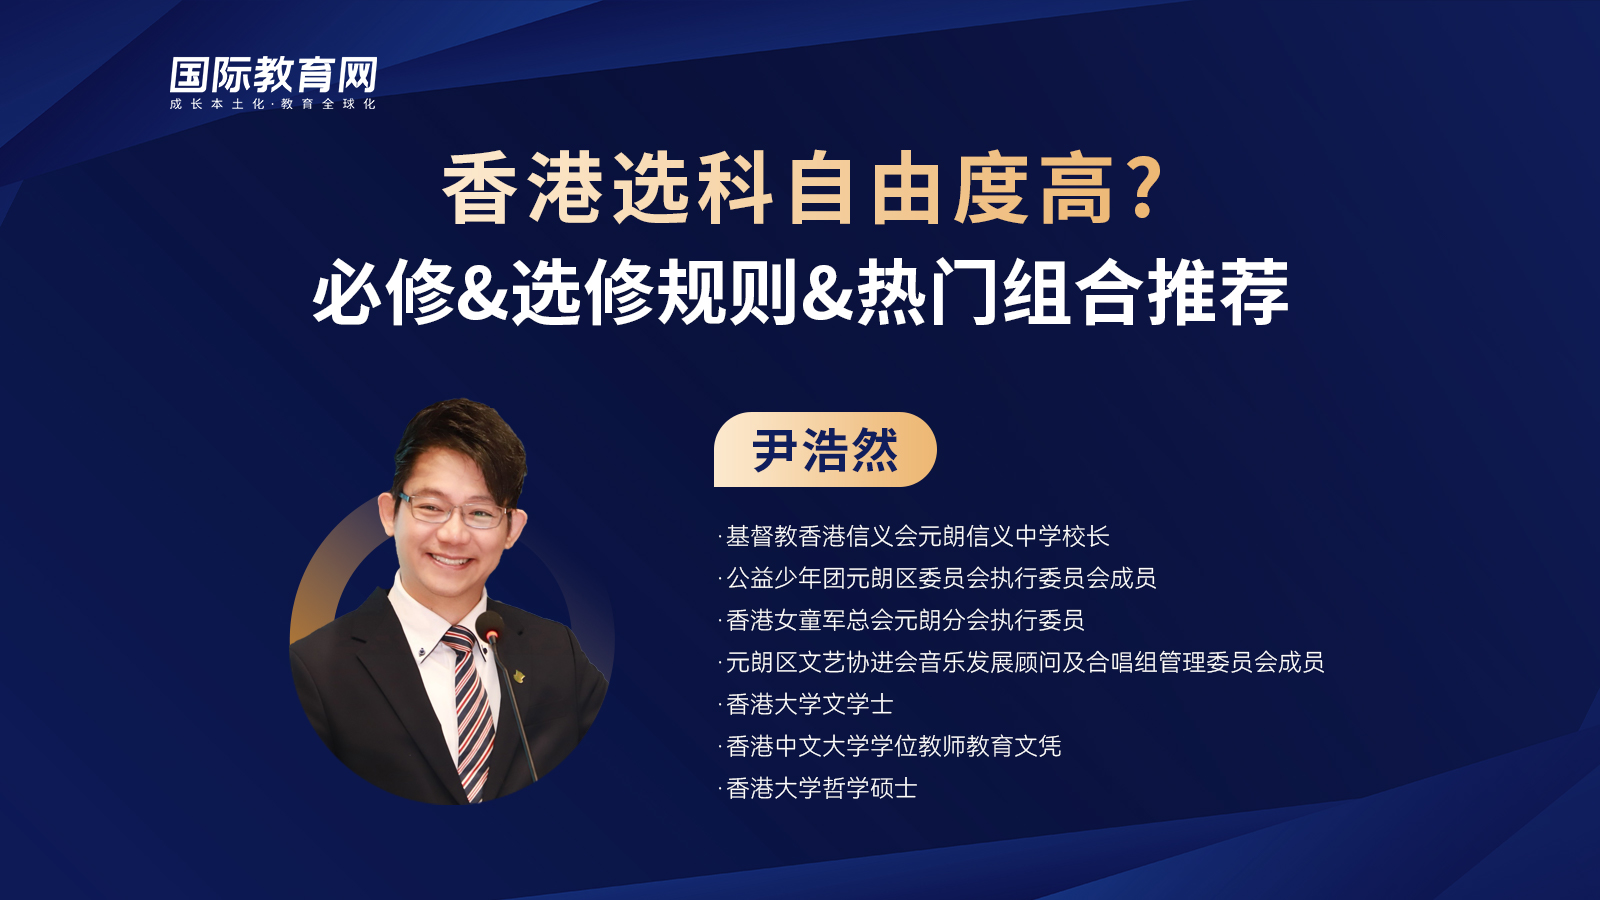 国际教育网
成长本土化·教育全球化
香港选科自由度高?
必修&选修规则&热门组合推荐
尹浩然
·基督教香港信义会元朗信义中学校长
·公益少年团元朗区委员会执行委员会成员
·香港女童军总会元朗分会执行委员
·元朗区文艺协进会音乐发展顾问及合唱组管理委员会成员
·香港大学文学士
·香港中文大学学位教师教育文凭
·香港大学哲学硕士